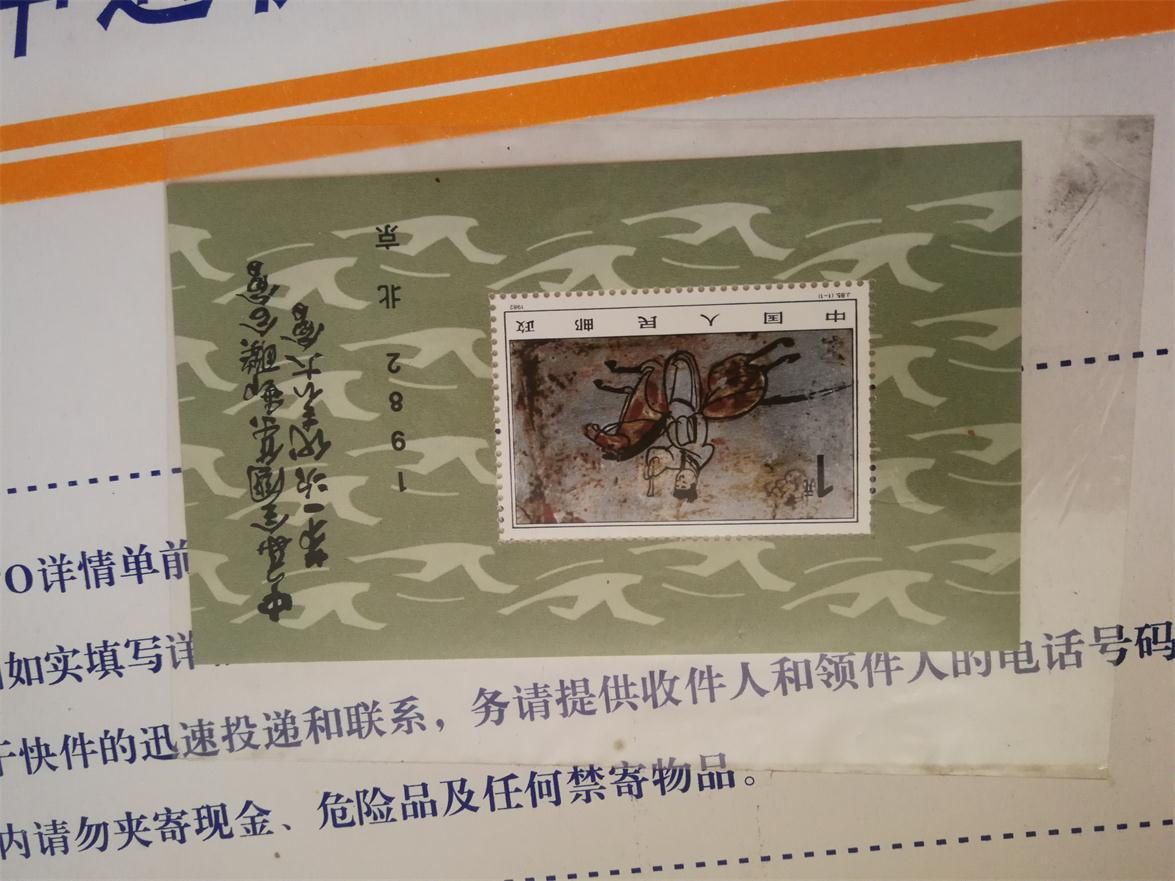 中华全国集邮联合会
第一次代表大会
1982 北京
中国人民邮政
J.85.(1-1)
1982
1元
O详情单前
如实填写详
快件的迅速投递和联系，务请提供收件人和领件人的电话号码
内请勿夹寄现金、危险品及任何禁寄物品。